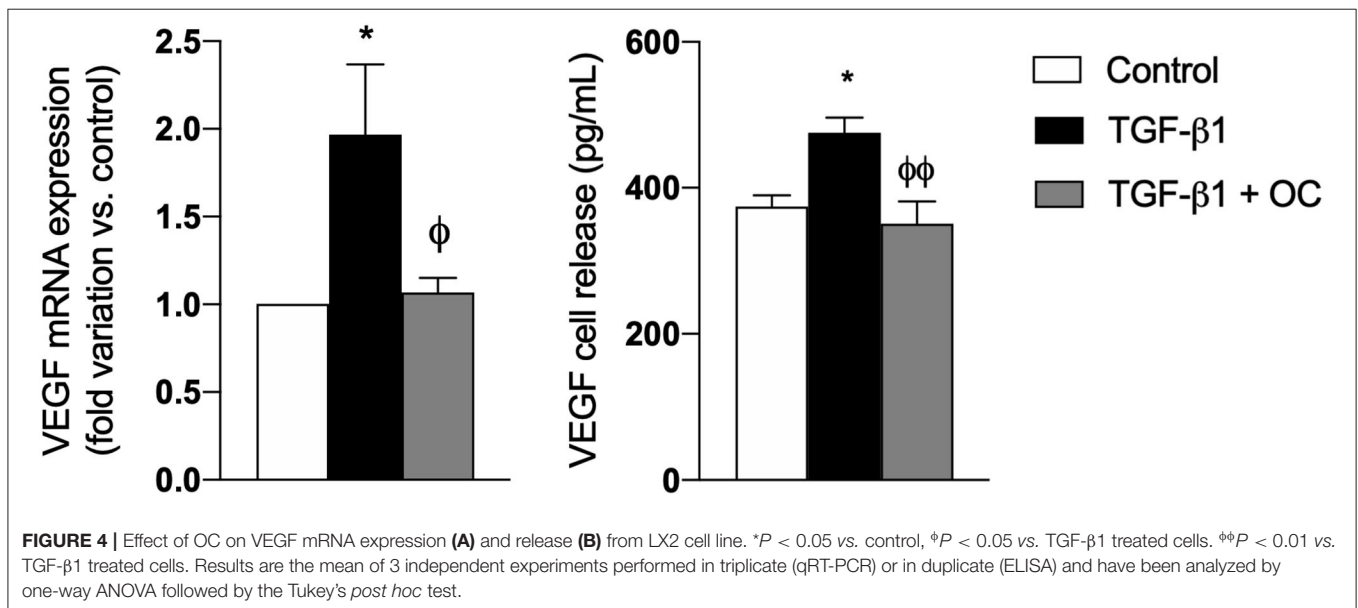 VEGF mRNA expression
(fold variation vs. control)
2.5
2.0
1.5
1.0
0.5
0.0
*
ϕ
VEGF cell release (pg/mL)
600
400
200
0
*
ϕϕ
Control
TGF-β1
TGF-β1 + OC
FIGURE 4 | Effect of OC on VEGF mRNA expression (A) and release (B) from LX2 cell line. *P < 0.05 vs. control, ϕP < 0.05 vs. TGF-β1 treated cells. ϕϕP < 0.01 vs.
TGF-β1 treated cells. Results are the mean of 3 independent experiments performed in triplicate (qRT-PCR) or in duplicate (ELISA) and have been analyzed by
one-way ANOVA followed by the Tukey's post hoc test.